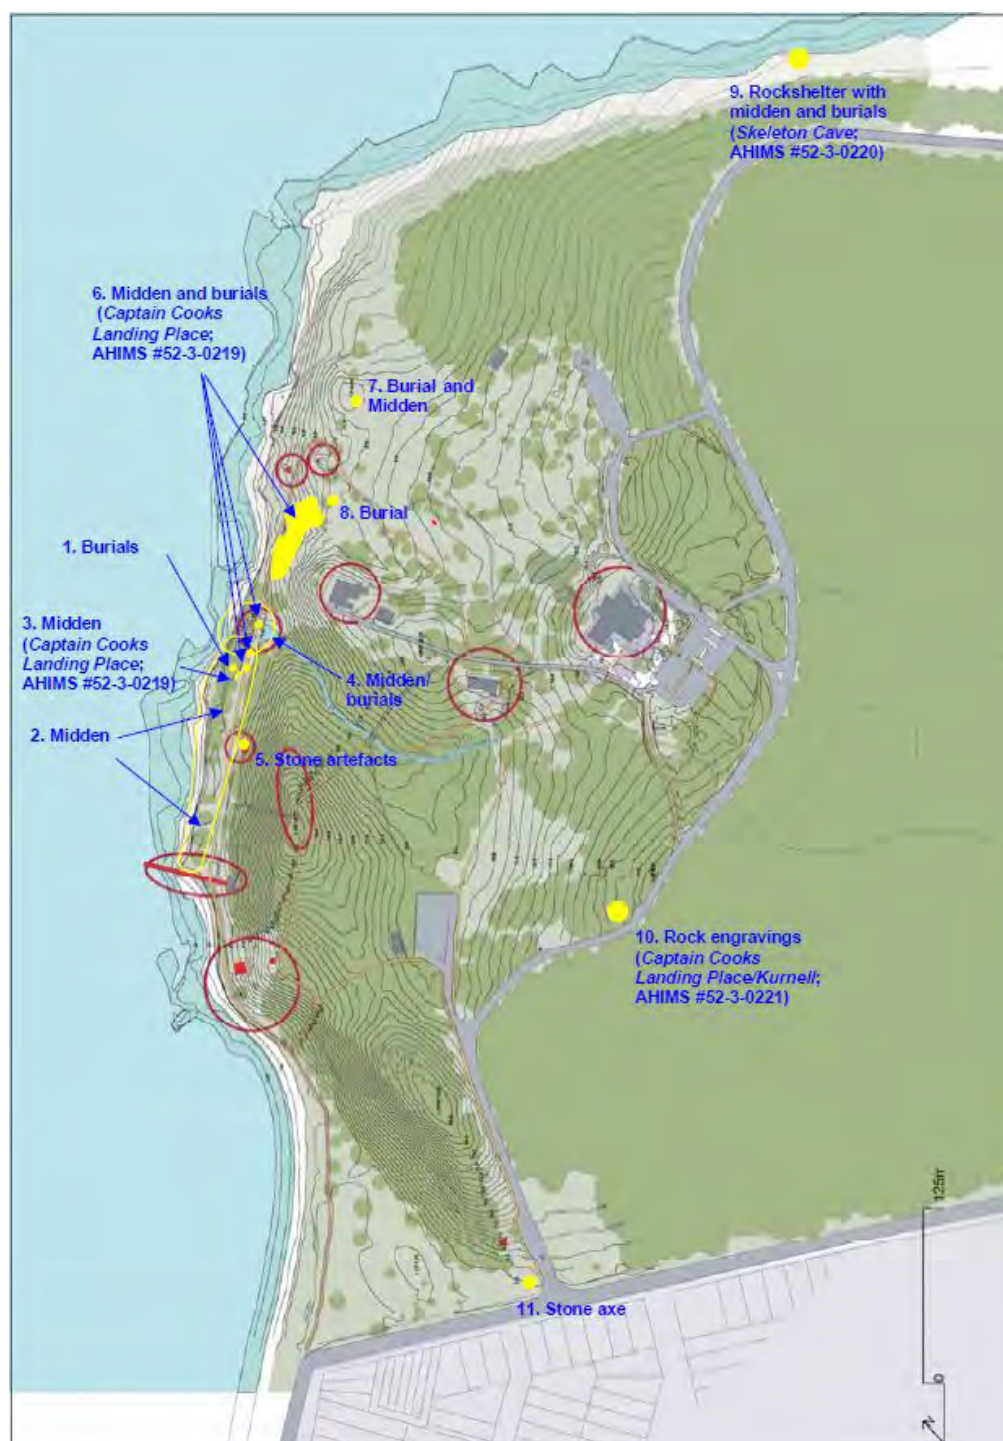 9. Rockshelter with
midden and burials
(Skeleton Cave;
AHIMS #52-3-0220)
6. Midden and burials
(Captain Cooks
Landing Place;
AHIMS #52-3-0219)
7. Burial and
Midden
8. Burial
1. Burials
3. Midden
(Captain Cooks
Landing Place;
AHIMS #52-3-0219)
4. Midden/
burials
2. Midden
5. Stone artefacts
10. Rock engravings
(Captain Cooks
Landing Place/Kurnell;
AHIMS #52-3-0221)
11. Stone axe
125m
0
N